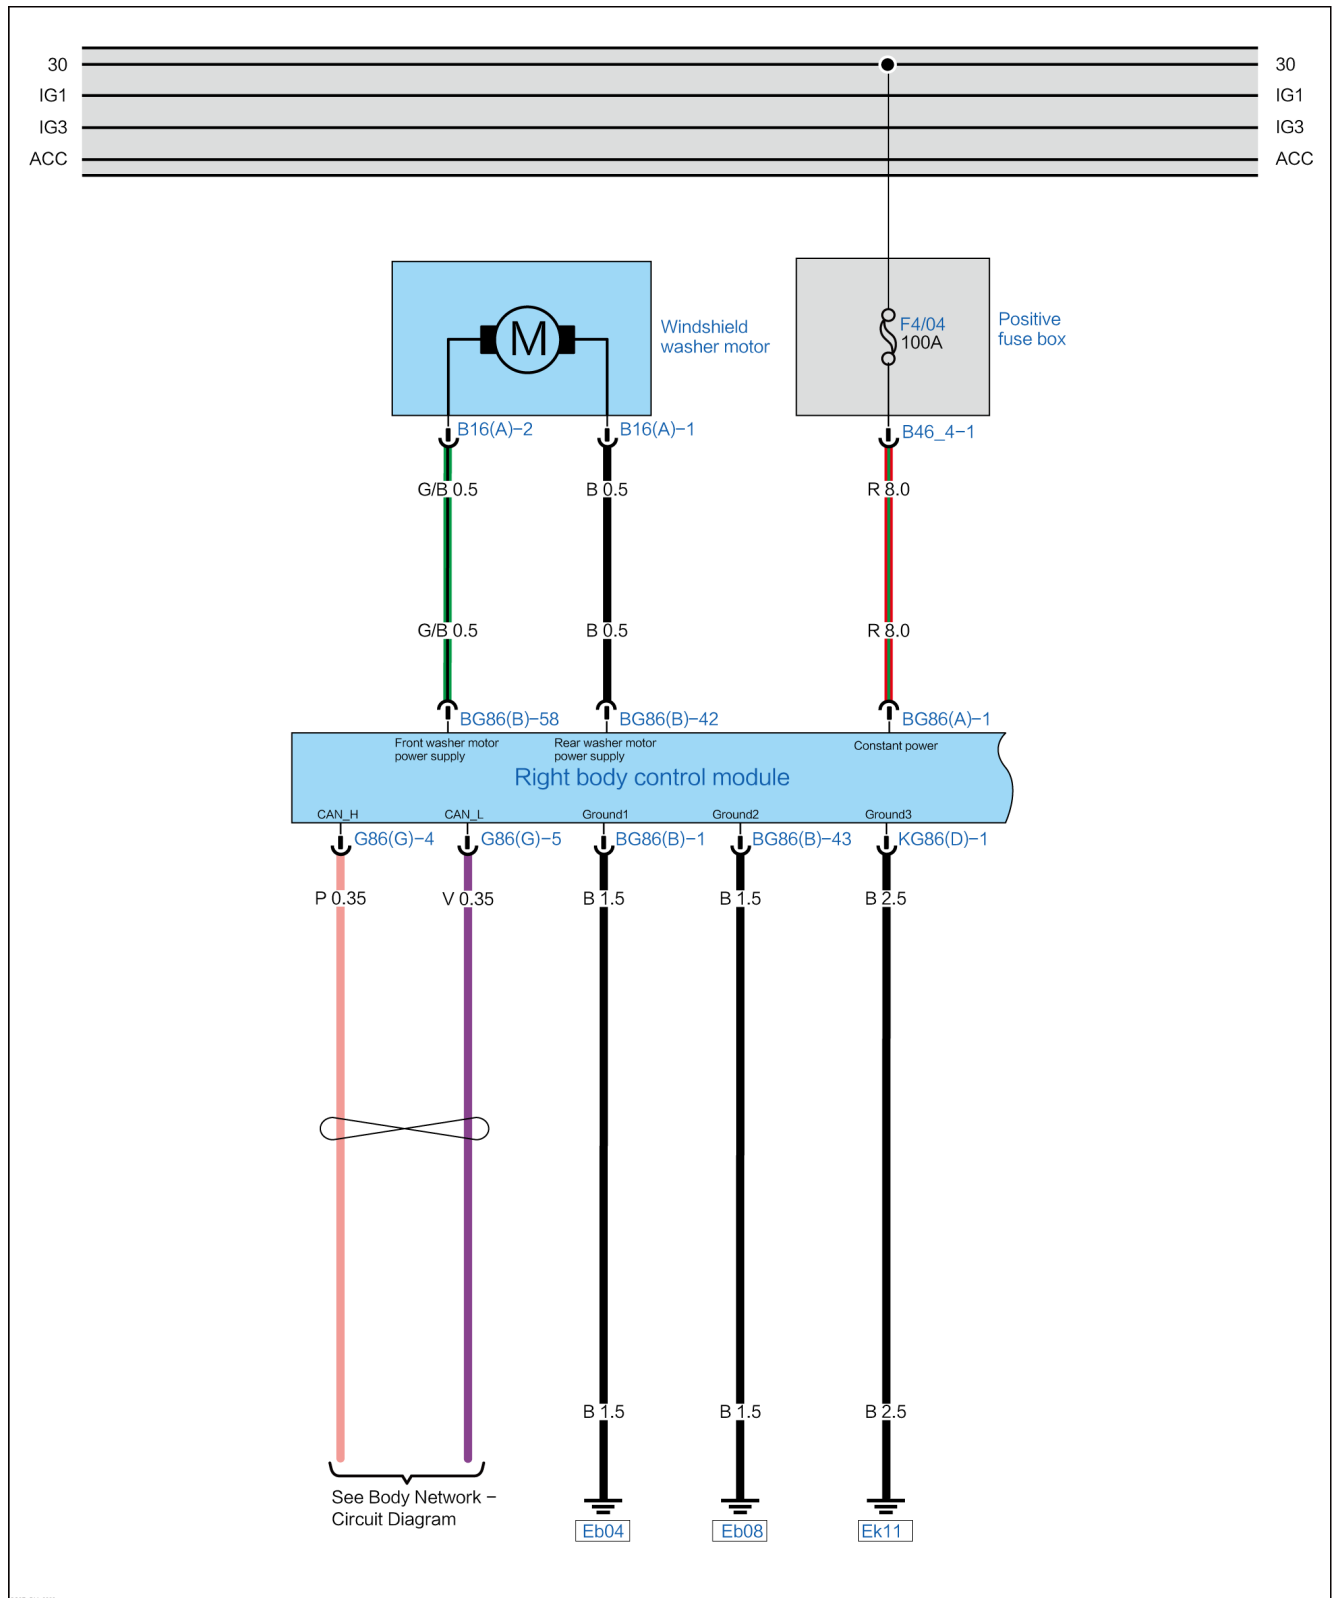 30
30
IG1
IG1
IG3
IG3
ACC
ACC
M
Windshield
washer motor
F4/04
100A
Positive
fuse box
B16(A)−2
B16(A)−1
B46_4−1
G/B 0.5
B 0.5
R 8.0
G/B 0.5
B 0.5
R 8.0
BG86(B)−58
BG86(B)−42
BG86(A)−1
Front washer motor
power supply
Rear washer motor
power supply
Constant power
Right body control module
CAN_H
CAN_L
Ground1
Ground2
Ground3
G86(G)−4
G86(G)−5
BG86(B)−1
BG86(B)−43
KG86(D)−1
P 0.35
V 0.35
B 1.5
B 1.5
B 2.5
B 1.5
B 1.5
B 2.5
See Body Network −
Circuit Diagram
Eb04
Eb08
Ek11